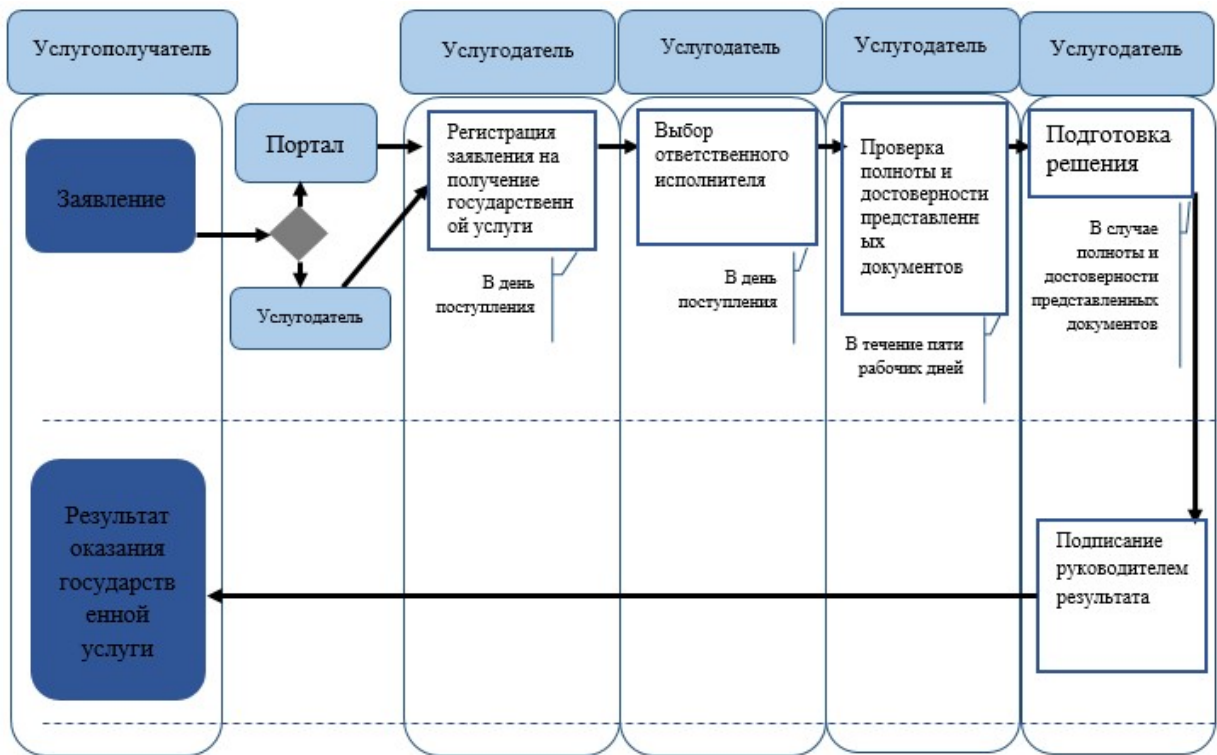 Услугополучатель
Услугодатель
Услугодатель
Услугодатель
Услугодатель
Заявление
Портал
Услугодатель
Регистрация
заявления на
получение
государственн
ой услуги
В день
поступления
Выбор
ответственного
исполнителя
В день
поступления
Проверка
полноты и
достоверности
представленн
ых
документов
В течение пяти
рабочих дней
Подготовка
решения
В случае
полноты и
достоверности
представленных
документов
Результат
оказания
государств
енной
услуги
Подписание
руководителем
результата